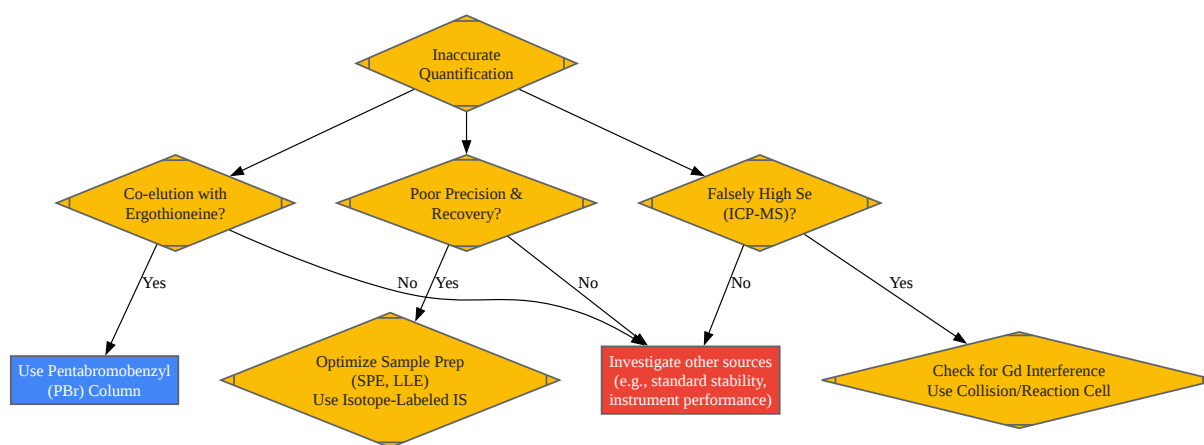 Inaccurate
Quantification
Co-elution with
Ergothioneine?
Poor Precision &
Recovery?
Falsely High Se
(ICP-MS)?
Yes
No
Yes
No
No
Yes
Use Pentabromobenzyl
(PBr) Column
Optimize Sample Prep
(SPE, LLE)
Use Isotope-Labeled IS
Investigate other sources
(e.g., standard stability,
instrument performance)
Check for Gd Interference
Use Collision/Reaction Cell